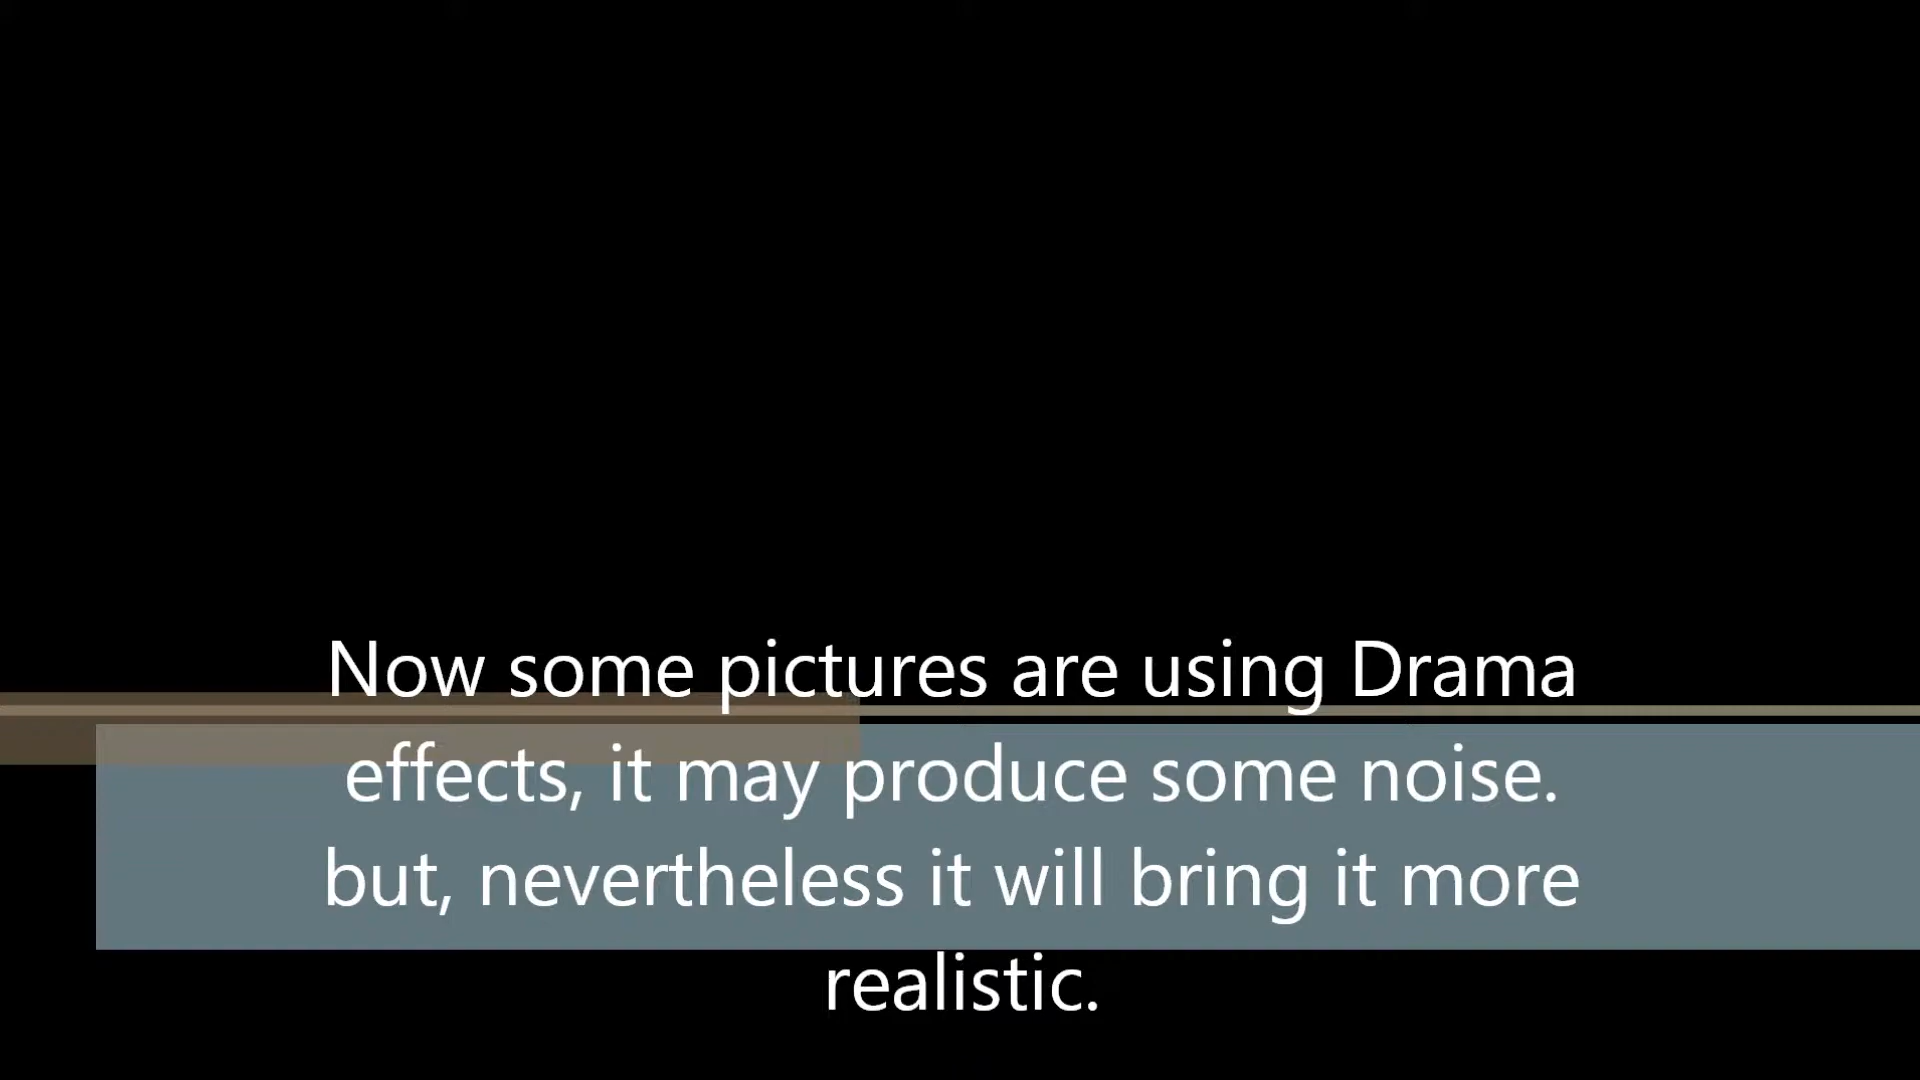 Now some pictures are using Drama
effects, it may produce some noise.
but, nevertheless it will bring it more
realistic.